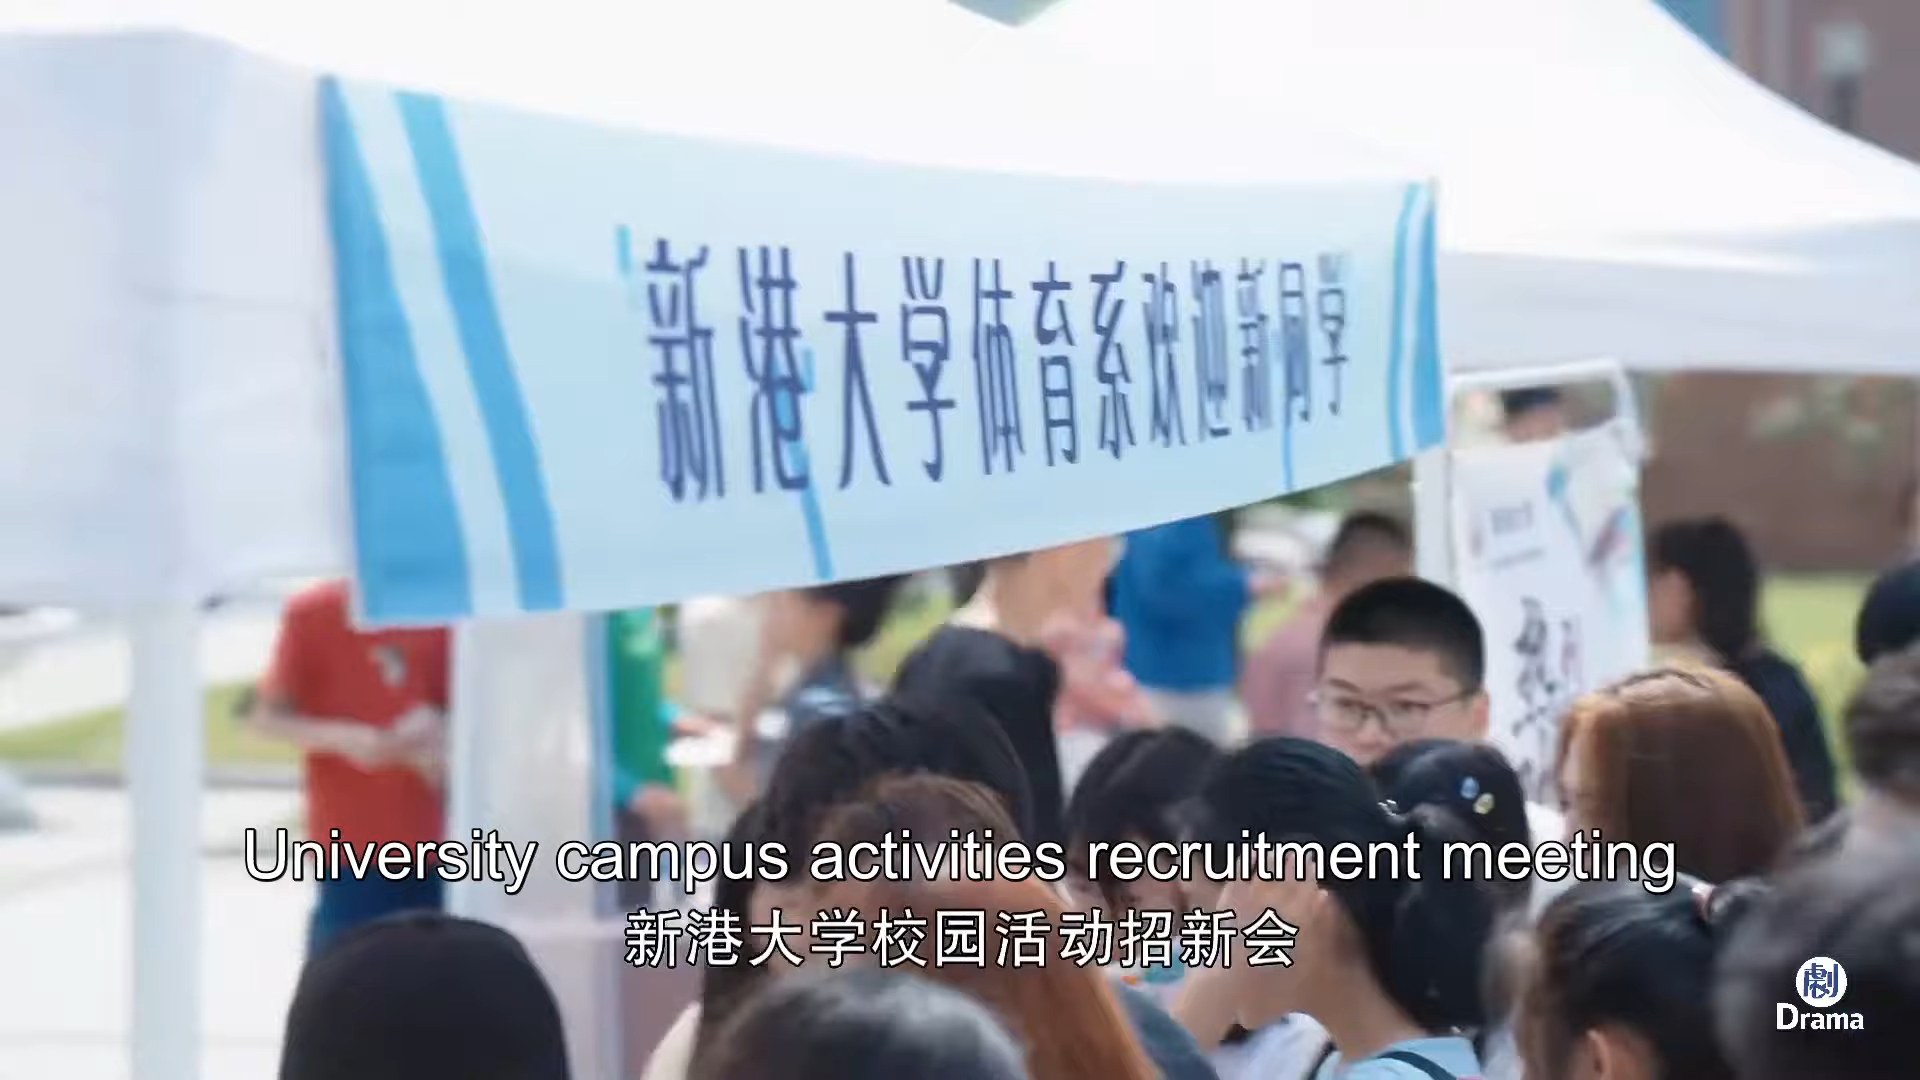 新港大学体育系欢迎新同学
University campus activities recruitment meeting
新港大学校园活动招新会
劇
Drama